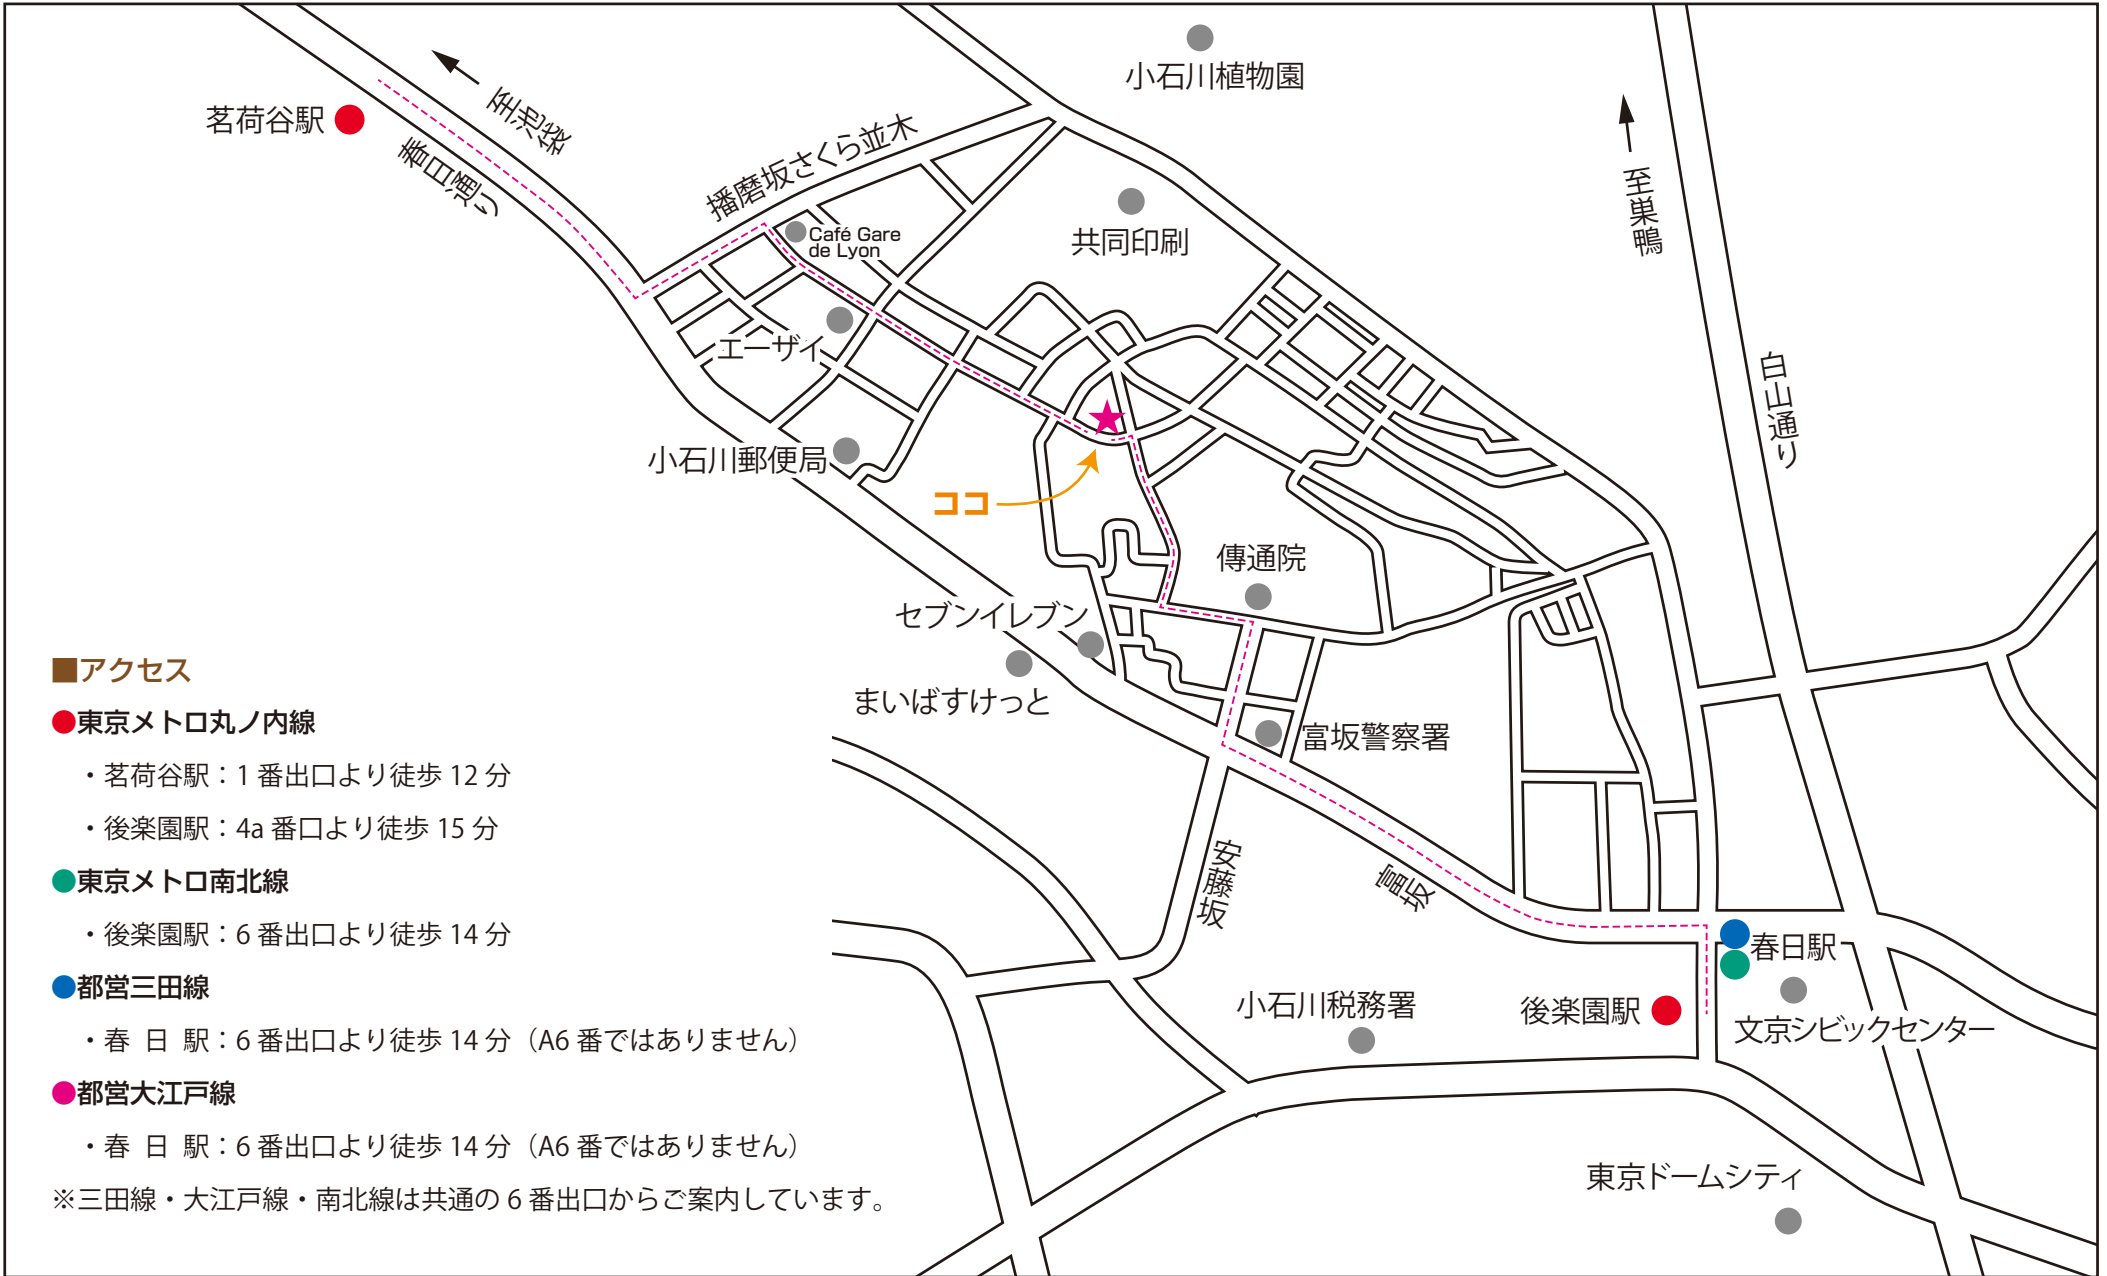 小石川植物園
茗荷谷駅
至池袋
春日通り
播磨坂さくら並木
至巣鴨
Café Gare
de Lyon
共同印刷
エーザイ
白山通り
小石川郵便局
ココ
傳通院
セブンイレブン
まいばすけっと
富坂警察署
安藤坂
富坂
春日駅
小石川税務署
後楽園駅
文京シビックセンター
東京ドームシティ
■アクセス
●東京メトロ丸ノ内線
・茗荷谷駅：1 番出口より徒歩 12 分
・後楽園駅：4a 番口より徒歩 15 分
●東京メトロ南北線
・後楽園駅：6 番出口より徒歩 14 分
●都営三田線
・春 日 駅：6 番出口より徒歩 14 分（A6 番ではありません）
●都営大江戸線
・春 日 駅：6 番出口より徒歩 14 分（A6 番ではありません）
※三田線・大江戸線・南北線は共通の 6 番出口からご案内しています。